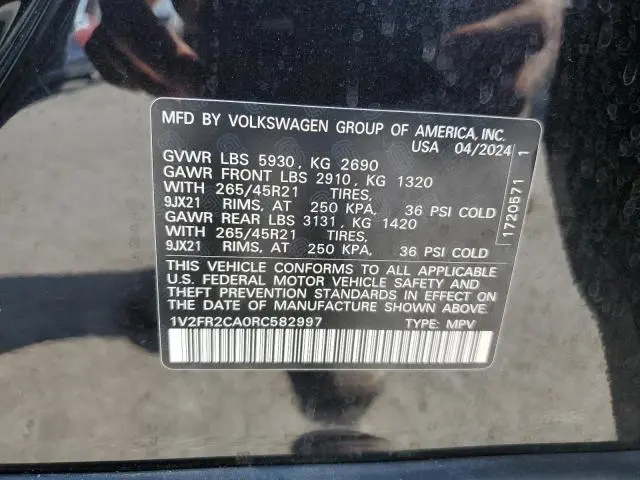 MFD BY VOLKSWAGEN GROUP OF AMERICA, INC.
USA 04/2024
GVWR LBS 5930, KG 2690
GAWR FRONT LBS 2910, KG 1320
WITH 265/45R21 TIRES,
9JX21 RIMS, AT 250 KPA, 36 PSI COLD
GAWR REAR LBS 3131, KG 1420
WITH 265/45R21 TIRES,
9JX21 RIMS, AT 250 KPA, 36 PSI COLD
THIS VEHICLE CONFORMS TO ALL APPLICABLE
U.S. FEDERAL MOTOR VEHICLE SAFETY AND
THEFT PREVENTION STANDARDS IN EFFECT ON
THE DATE OF MANUFACTURE SHOWN ABOVE.
1V2FR2CA0RC582997 TYPE: MPV
1720571 1